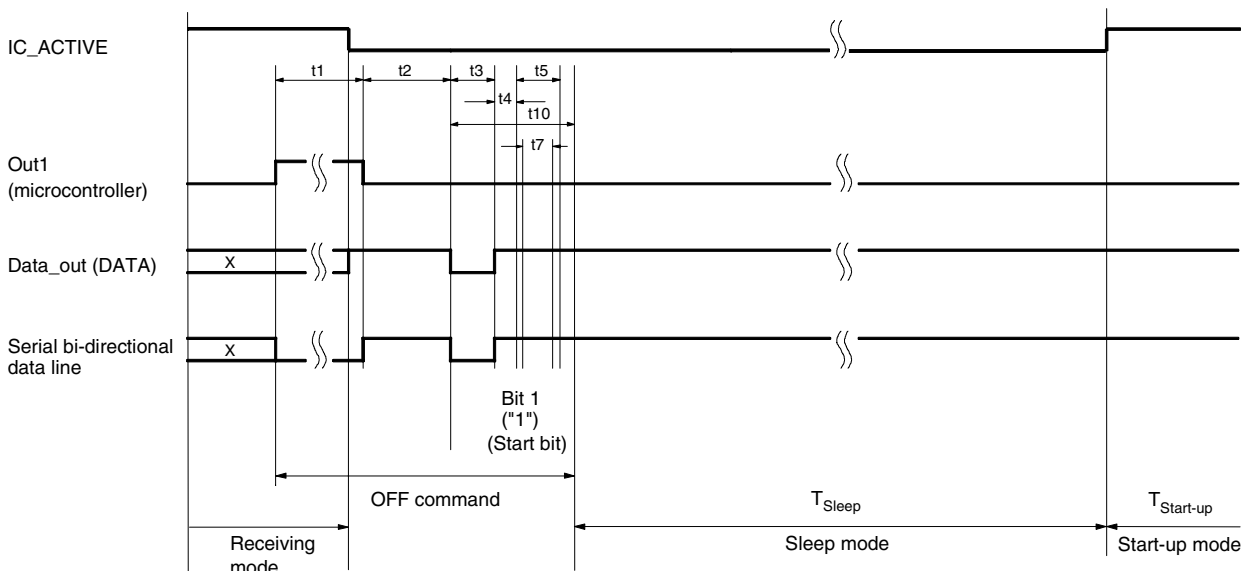 IC_ACTIVE
t1
t2
t3
t5
t4
t10
t7
Out1
(microcontroller)
Data_out (DATA)
X
Serial bi-directional
data line
X
Bit 1
("1")
(Start bit)
OFF command
TSleep
TStart-up
Receiving
mode
Sleep mode
Start-up mode